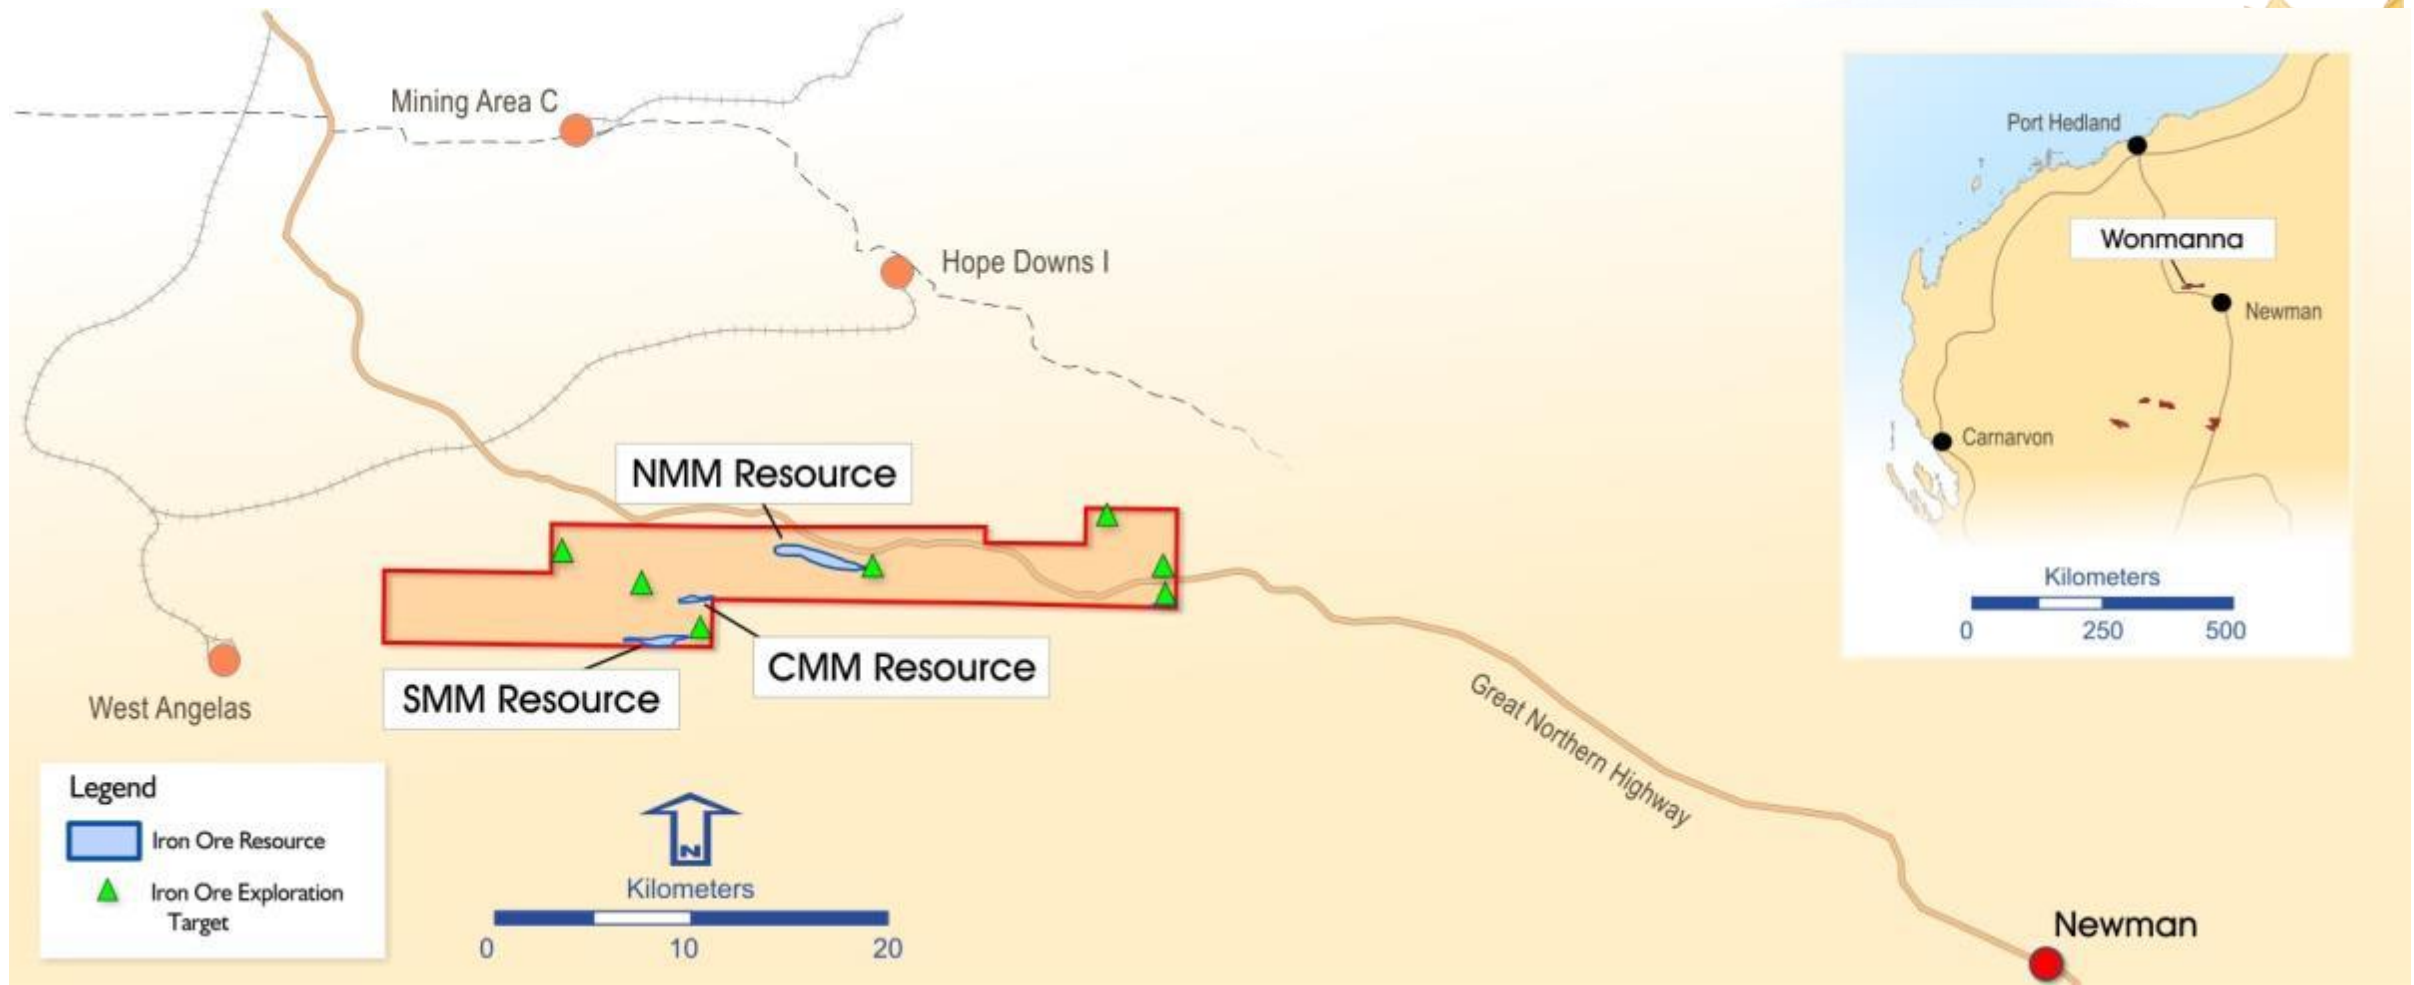 Mining Area C
Hope Downs I
NMM Resource
CMM Resource
SMM Resource
West Angelas
Great Northern Highway
Newman
Legend
Iron Ore Resource
Iron Ore Exploration
Target
N
Kilometers
0 10 20
Port Hedland
Wonmanna
Newman
Carnarvon
Kilometers
0 250 500